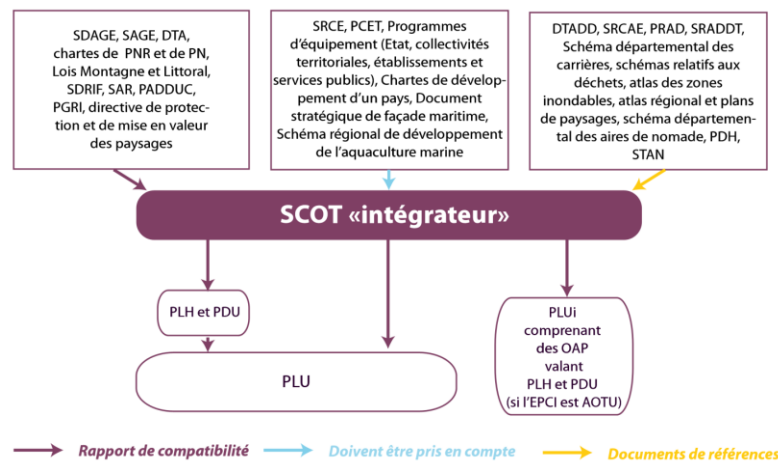 SDAGE, SAGE, DTA,
chartes de PNR et de PN,
Lois Montagne et Littoral,
SDRIF, SAR, PADDUC,
PGRI, directive de protec-
tion et de mise en valeur
des paysages
SRCE, PCET, Programmes
d'équipement (Etat, collectivités
territoriales, établissements et
services publics), Chartes de dévelop-
pement d'un pays, Document
stratégique de façade maritime,
Schéma régional de développement
de l'aquaculture marine
DTADD, SRCAE, PRAD, SRADDT,
Schéma départemental des
carrières, schémas relatifs aux
déchets, atlas des zones
inondables, atlas régional et plans
de paysages, schéma départemen-
tal des aires de nomade, PDH,
STAN
SCOT «intégrateur»
PLH et PDU
PLU
PLUi
comprenant
des OAP
valant
PLH et PDU
(si l'EPCI est AOTU)
Rapport de compatibilité
Doivent être pris en compte
Documents de références